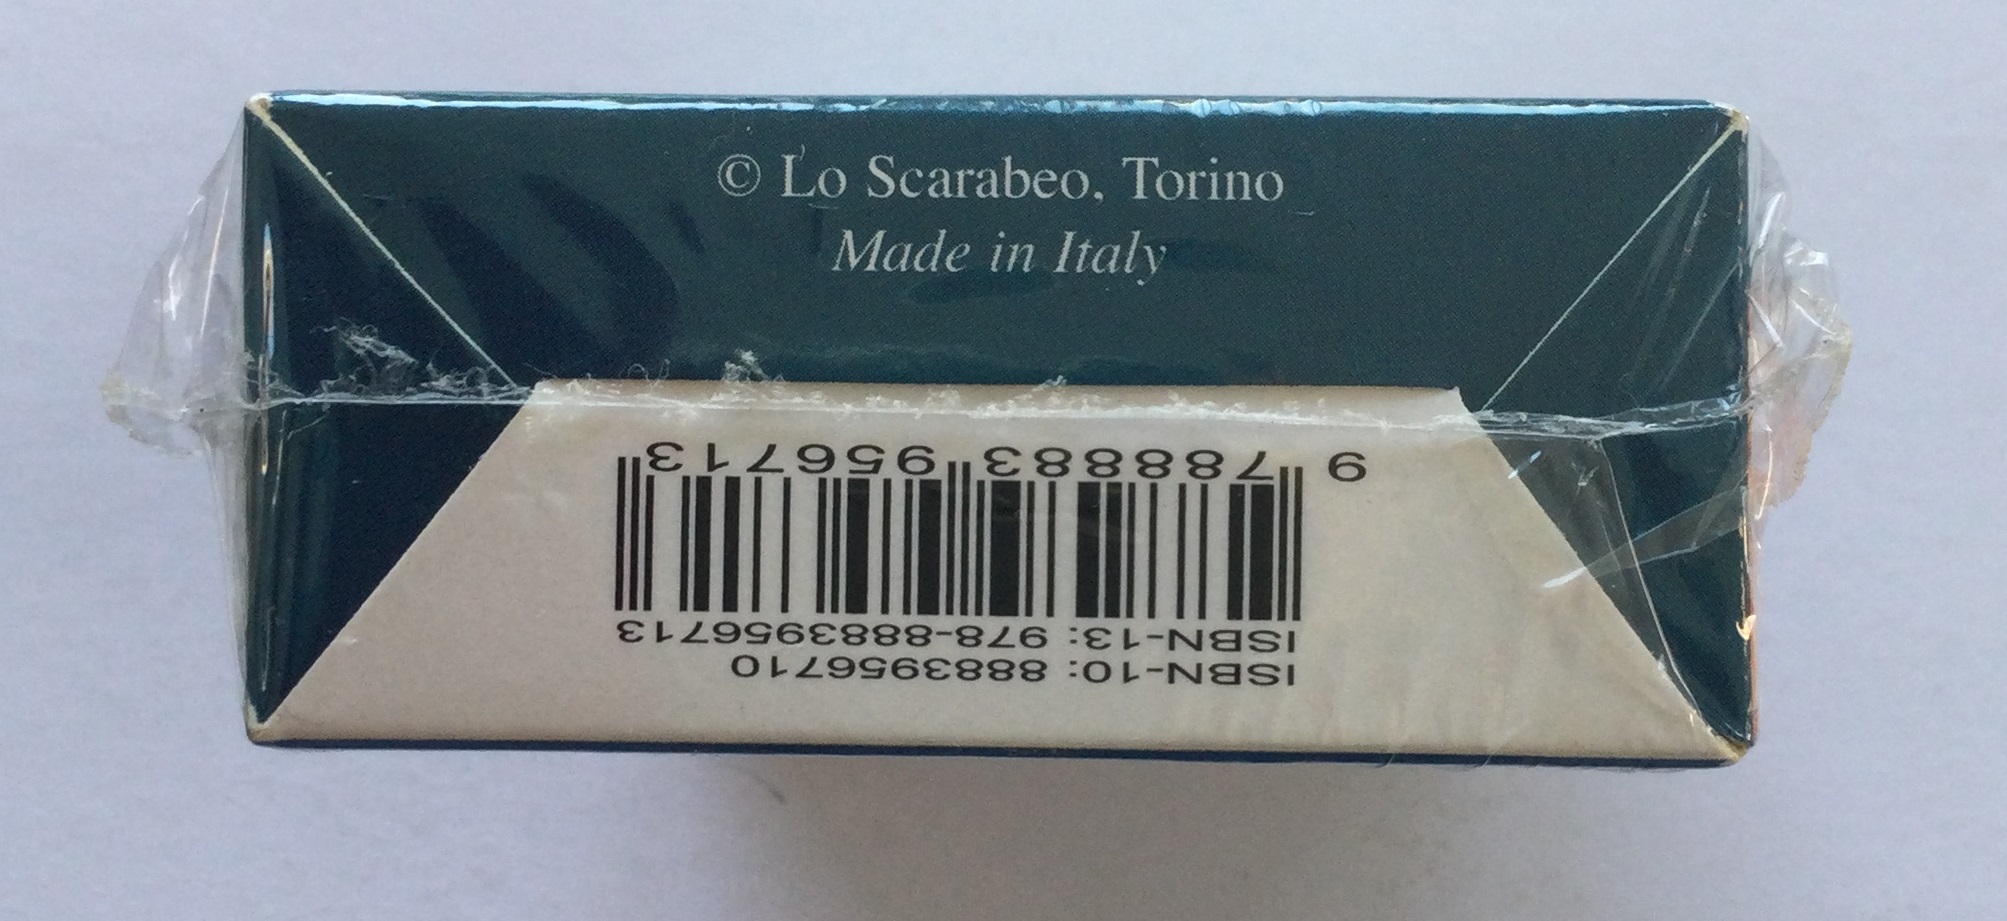 © Lo Scarabeo, Torino
Made in Italy
ISBN-10: 8883956710
ISBN-13: 978-8883956713
9 788883 956713